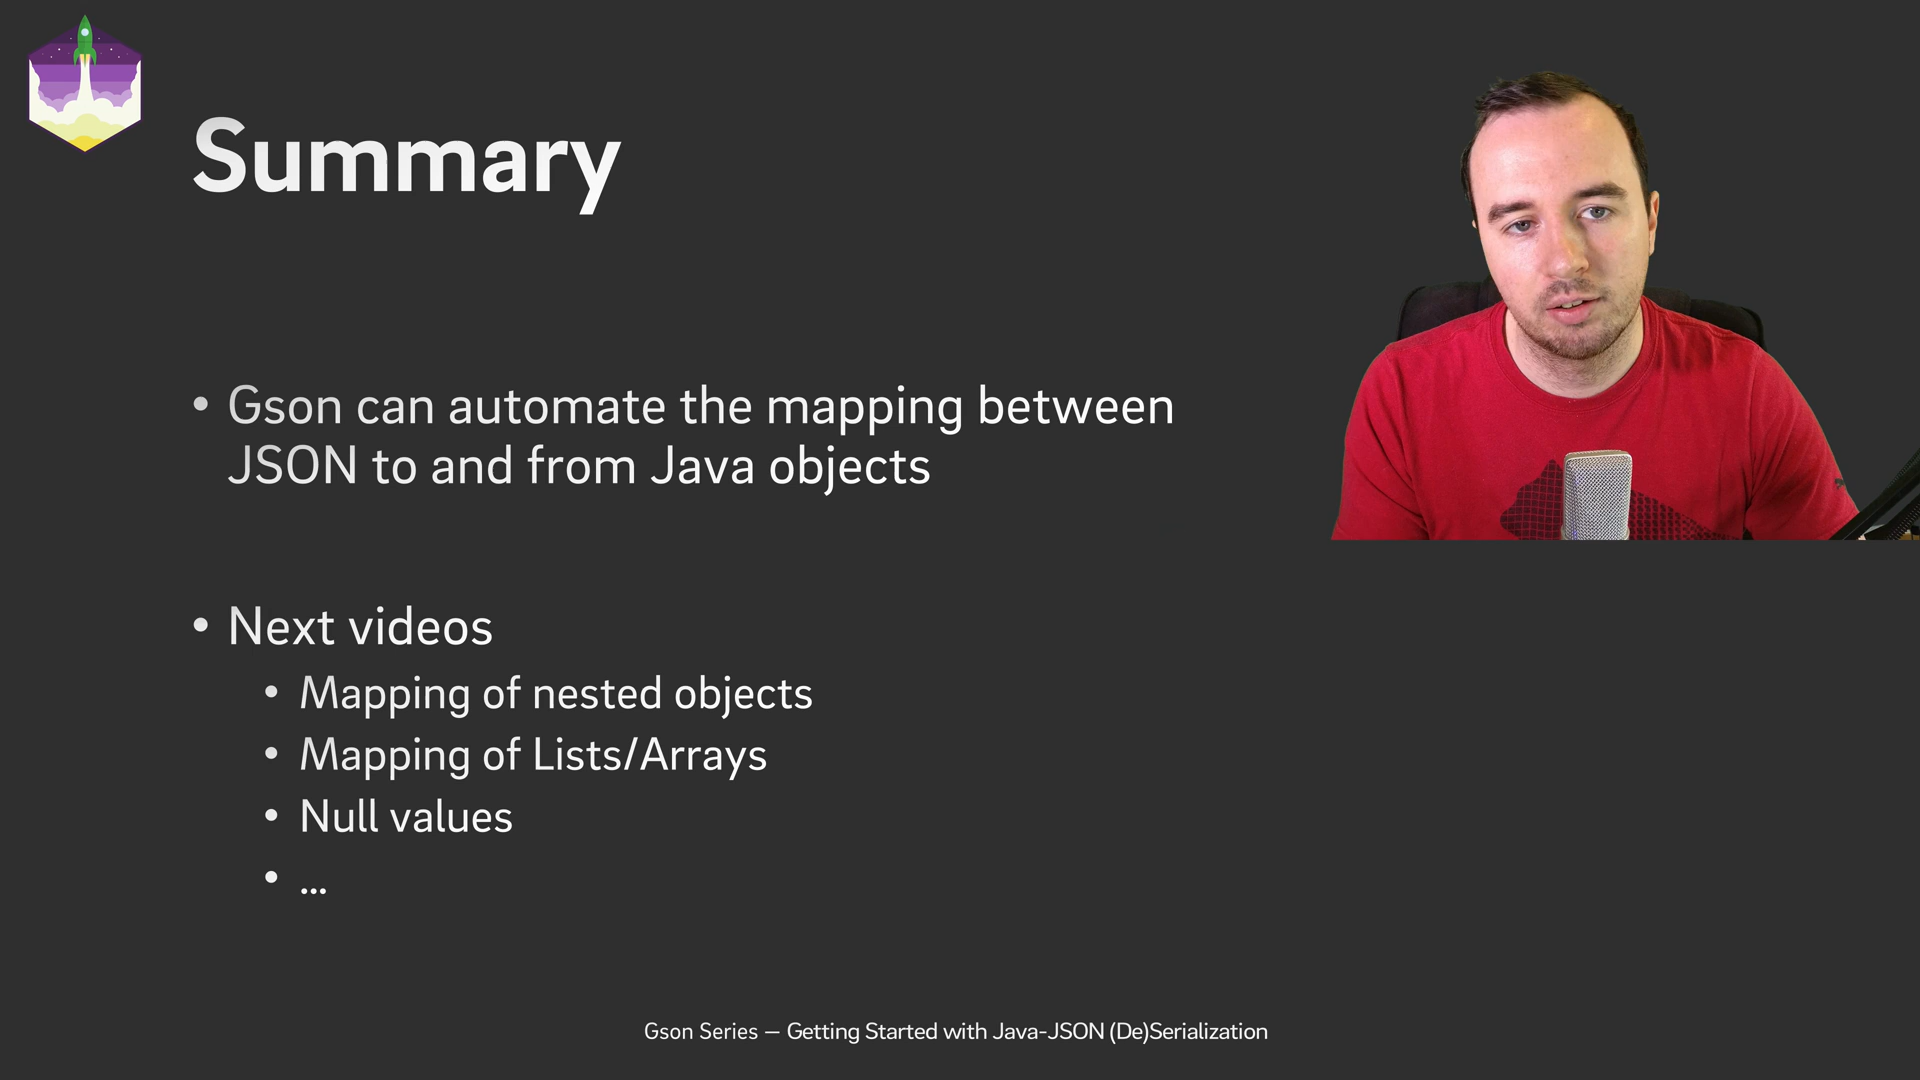 Summary
• Gson can automate the mapping between
JSON to and from Java objects
• Next videos
• Mapping of nested objects
• Mapping of Lists/Arrays
• Null values
• ...
Gson Series — Getting Started with Java-JSON (De)Serialization